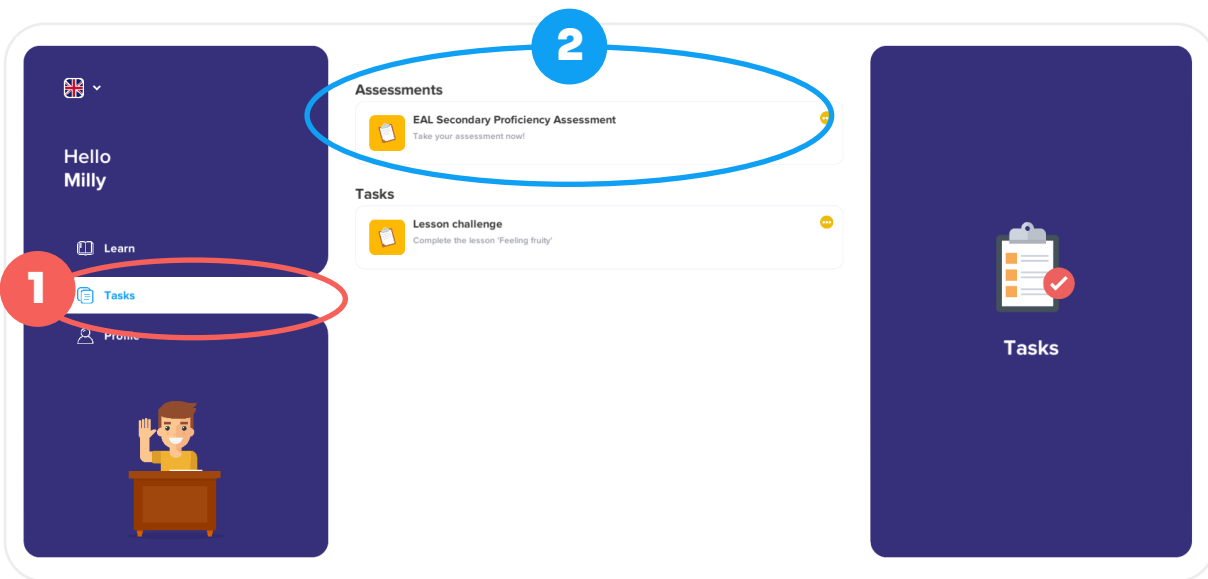 2
Assessments
EAL Secondary Proficiency Assessment
Take your assessment now!
Hello
Milly
Tasks
Lesson challenge
Complete the lesson 'Feeling fruity'
Learn
1
Tasks
Profile
Tasks